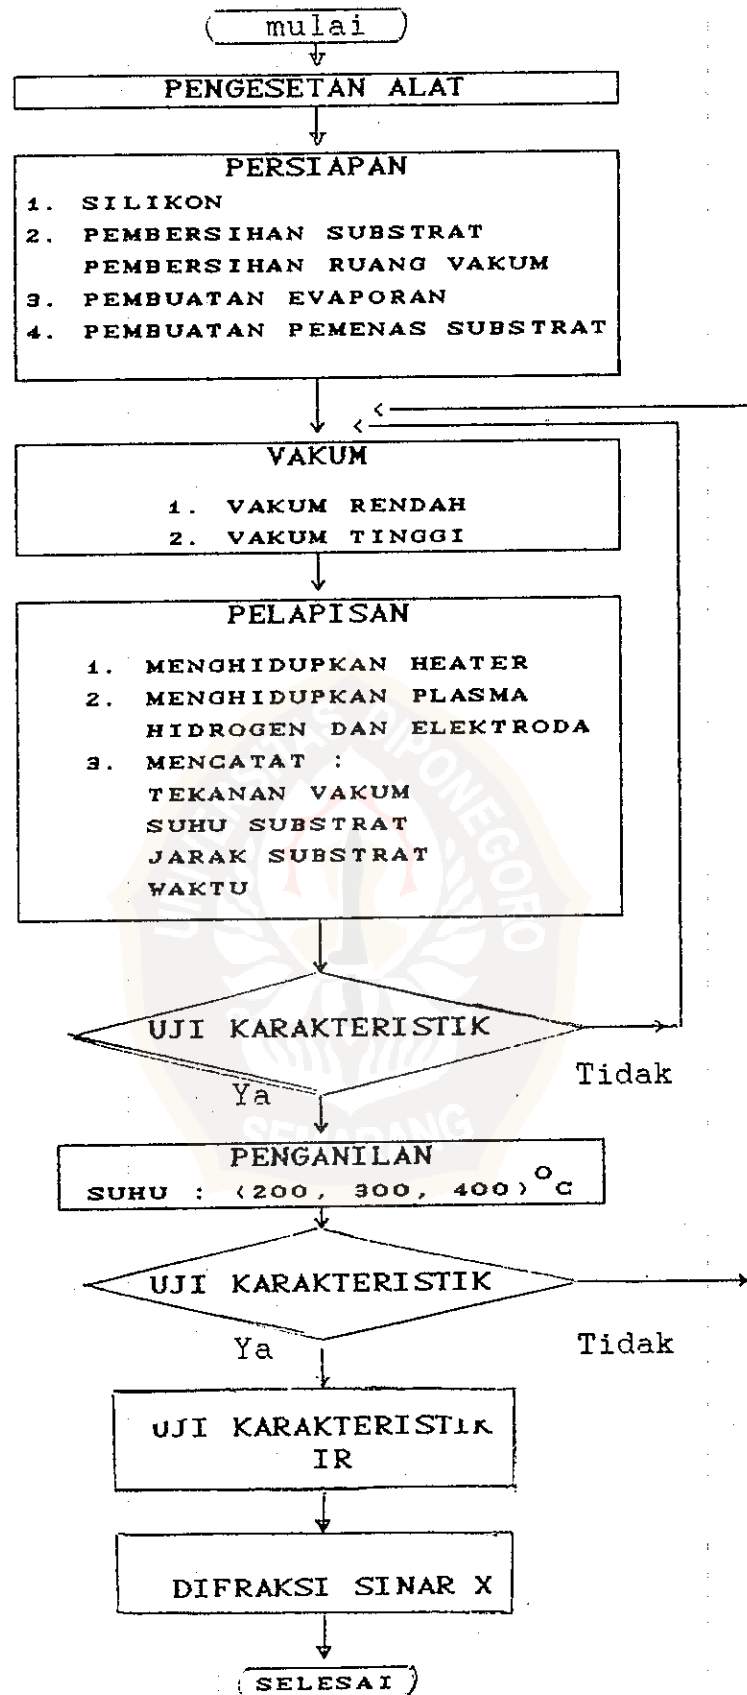 mulai
PENGESETAN ALAT
PERSIAPAN
1. SILIKON
2. PEMBERSIHAN SUBSTRAT
PEMBERSIHAN RUANG VAKUM
3. PEMBUATAN EVAPORAN
4. PEMBUATAN PEMENAS SUBSTRAT
VAKUM
1. VAKUM RENDAH
2. VAKUM TINGGI
PELAPISAN
1. MENGHIDUPKAN HEATER
2. MENGHIDUPKAN PLASMA
HIDROGEN DAN ELEKTRODA
3. MENCATAT :
TEKANAN VAKUM
SUHU SUBSTRAT
JARAK SUBSTRAT
WAKTU
UNIVERSITAS DIPONEGORO
UJI KARAKTERISTIK
Ya
Tidak
SEMARANG
PENGANILAN
SUHU : (200, 300, 400) °C
UJI KARAKTERISTIK
Ya
Tidak
UJI KARAKTERISTIK
IR
DIFRAKSI SINAR X
SELESAI